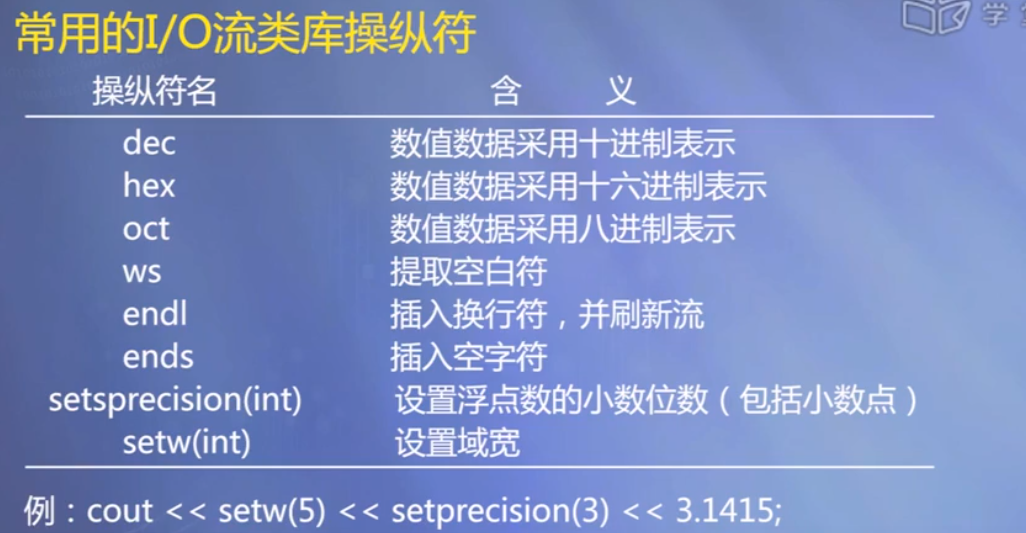 常用的I/O流类库操纵符
学
操纵符名 含 义
dec 数值数据采用十进制表示
hex 数值数据采用十六进制表示
oct 数值数据采用八进制表示
ws 提取空白符
endl 插入换行符，并刷新流
ends 插入空字符
setsprecision(int) 设置浮点数的小数位数（包括小数点）
setw(int) 设置域宽
例：cout << setw(5) << setprecision(3) << 3.1415;